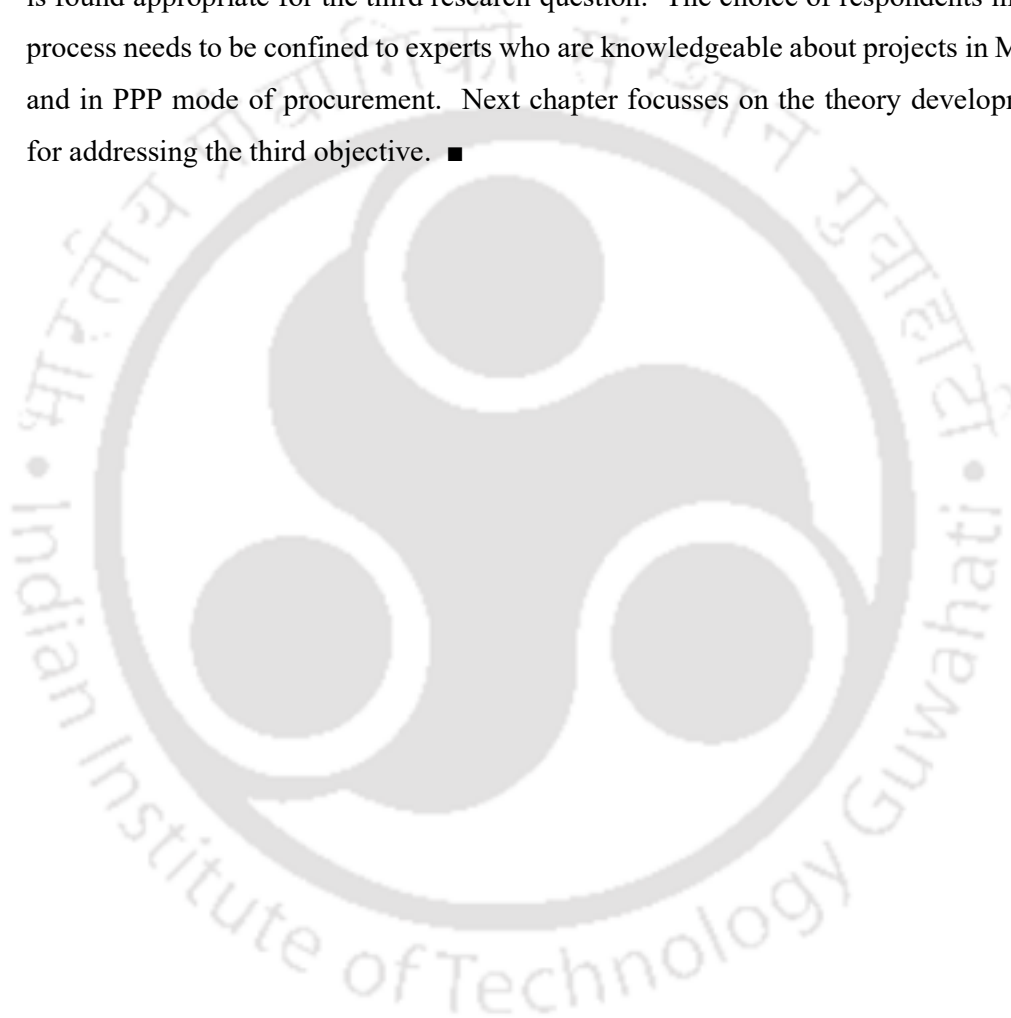 is found appropriate for the third research question. The choice of respondents
process needs to be confined to experts who are knowledgeable about projects in M
and in PPP mode of procurement. Next chapter focusses on the theory develop
for addressing the third objective. ■
भारतीय गुवाहाटी
Indian Institute of Technology Guwahati